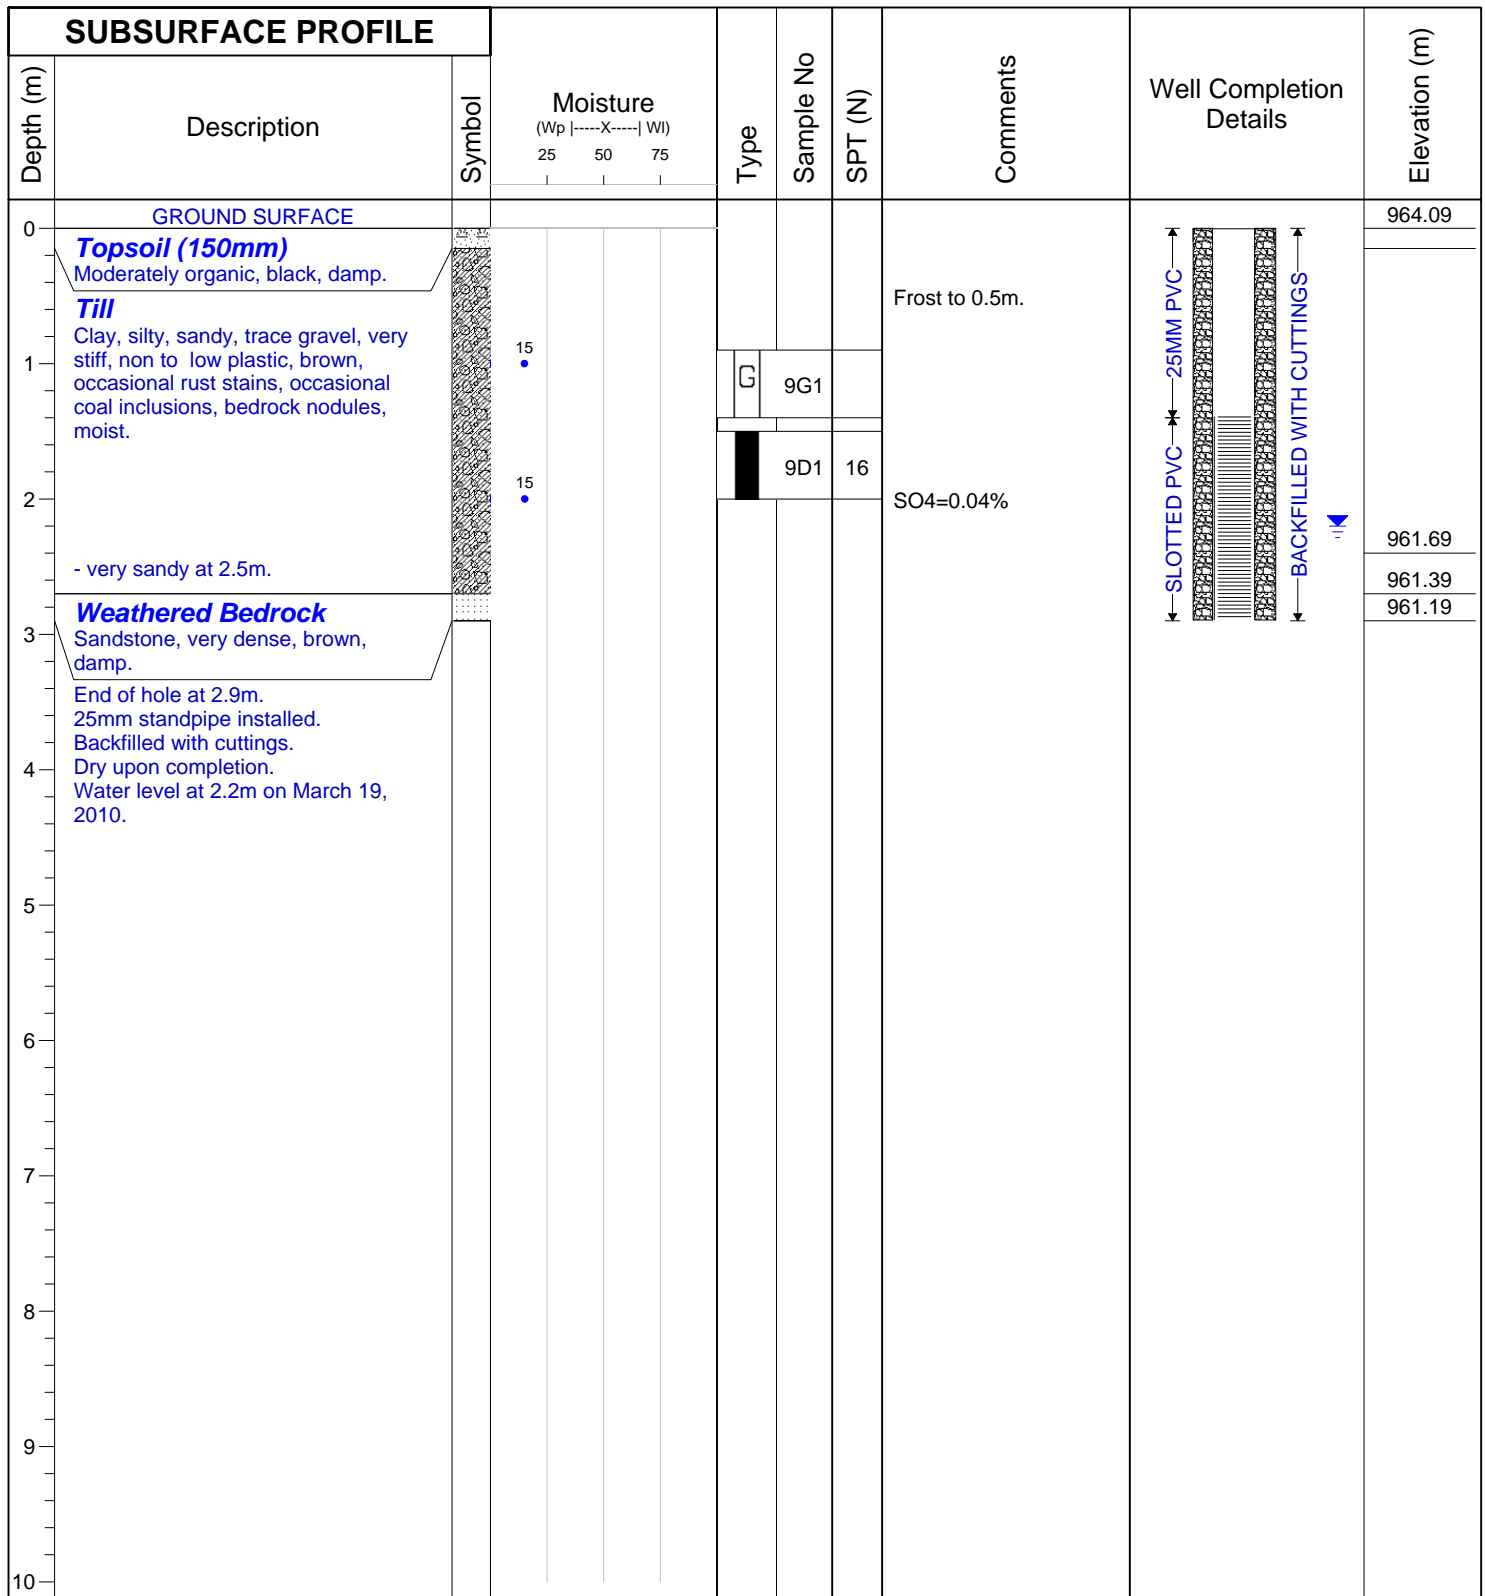 SUBSURFACE PROFILE
Depth (m)
Description
Symbol
Moisture
(Wp |-----X-----| Wl)
25 50 75
Type
Sample No
SPT (N)
Comments
Well Completion
Details
Elevation (m)
GROUND SURFACE
964.09
0
Topsoil (150mm)
Moderately organic, black, damp.
Till
Clay, silty, sandy, trace gravel, very
stiff, non to low plastic, brown,
occasional rust stains, occasional
coal inclusions, bedrock nodules,
moist.
Frost to 0.5m.
15
1
G
9G1
9D1
16
15
2
SO4=0.04%
25MM PVC
SLOTTED PVC
BACKFILLED WITH CUTTINGS
961.69
- very sandy at 2.5m.
961.39
Weathered Bedrock
961.19
3
Sandstone, very dense, brown,
damp.
End of hole at 2.9m.
25mm standpipe installed.
Backfilled with cuttings.
Dry upon completion.
4
Water level at 2.2m on March 19,
2010.
5
6
7
8
9
10